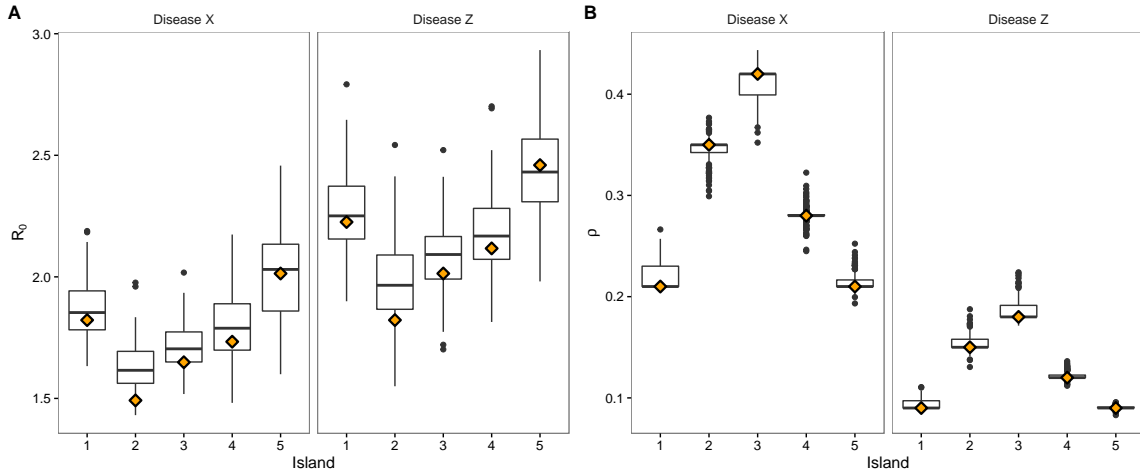 A
Disease X
Disease Z
3.0
2.5
2.0
1.5
R0
1 2 3 4 5
1 2 3 4 5
Island
B
Disease X
Disease Z
0.4
0.3
0.2
0.1
ρ
1 2 3 4 5
1 2 3 4 5
Island